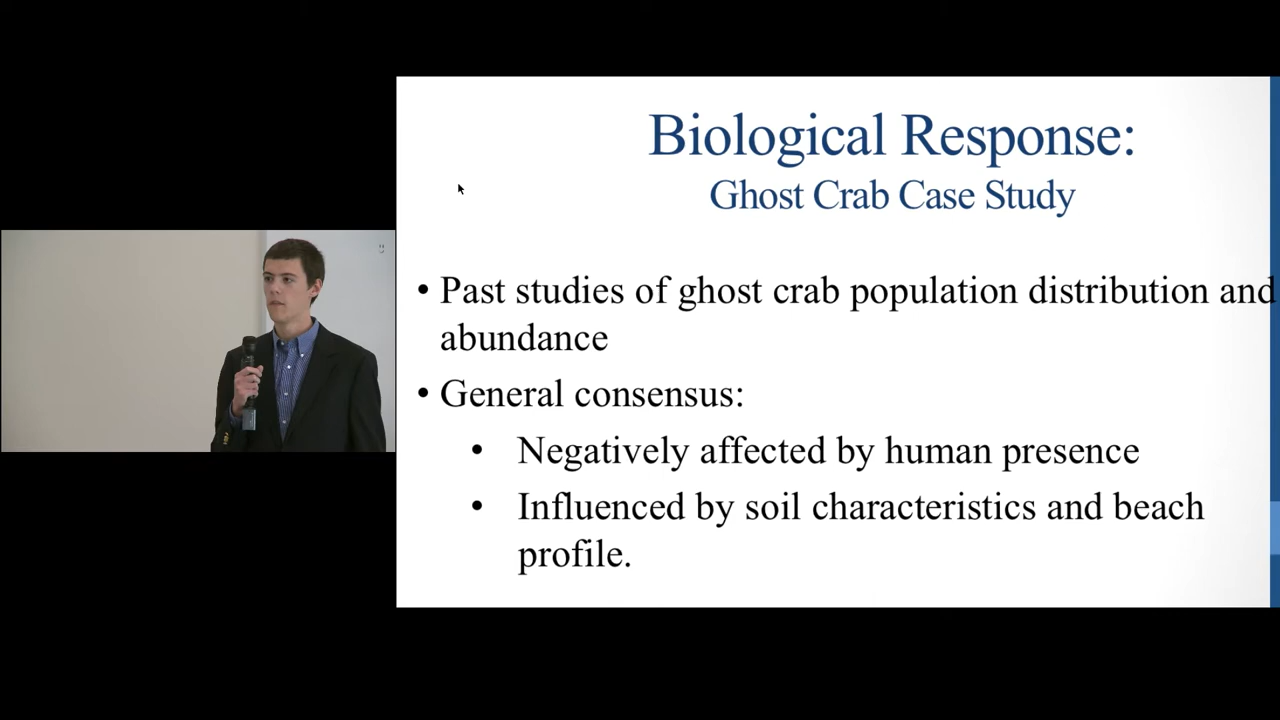 Biological Response:
Ghost Crab Case Study
• Past studies of ghost crab population distribution and
abundance
• General consensus:
• Negatively affected by human presence
• Influenced by soil characteristics and beach
profile.